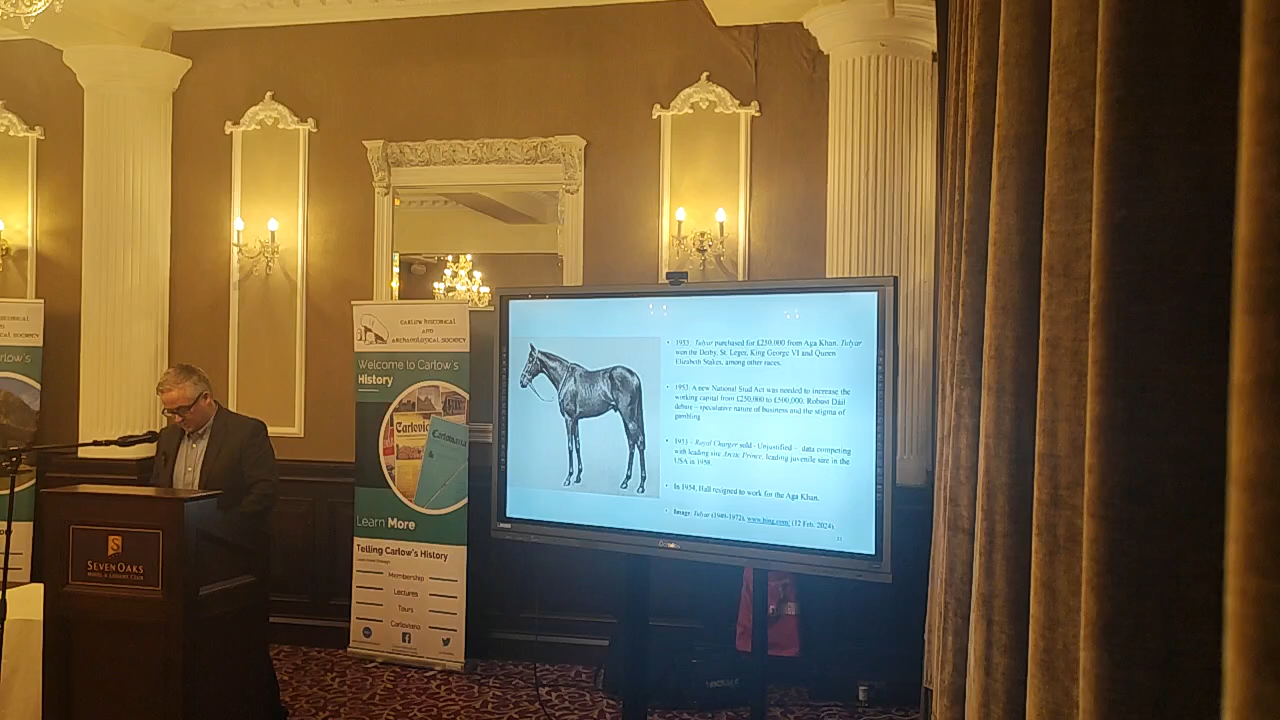 CARLOW HISTORICAL
AND
ARCHAEOLOGICAL SOCIETY
Welcome to Carlow's
History
Carlovia
Carloviana
Learn More
Telling Carlow's History
Membership
Lectures
Tours
Carloviana
SEVEN OAKS
HOTEL & LEISURE CLUB
• 1953: Tulyar purchased for £250,000 from Aga Khan. Tulyar
won the Derby, St. Leger, King George VI and Queen
Elizabeth Stakes, among other races.
• 1953: A new National Stud Act was needed to increase the
working capital from £250,000 to £500,000. Robust Dáil
debate – speculative nature of business and the stigma of
gambling
• 1953 – Royal Charger sold - Unjustified – data competing
with leading sire Arctic Prince, leading juvenile sire in the
USA in 1958.
• In 1954, Hall resigned to work for the Aga Khan.
• Image: Tulyar (1949-1972), www.bing.com/ (12 Feb. 2024).